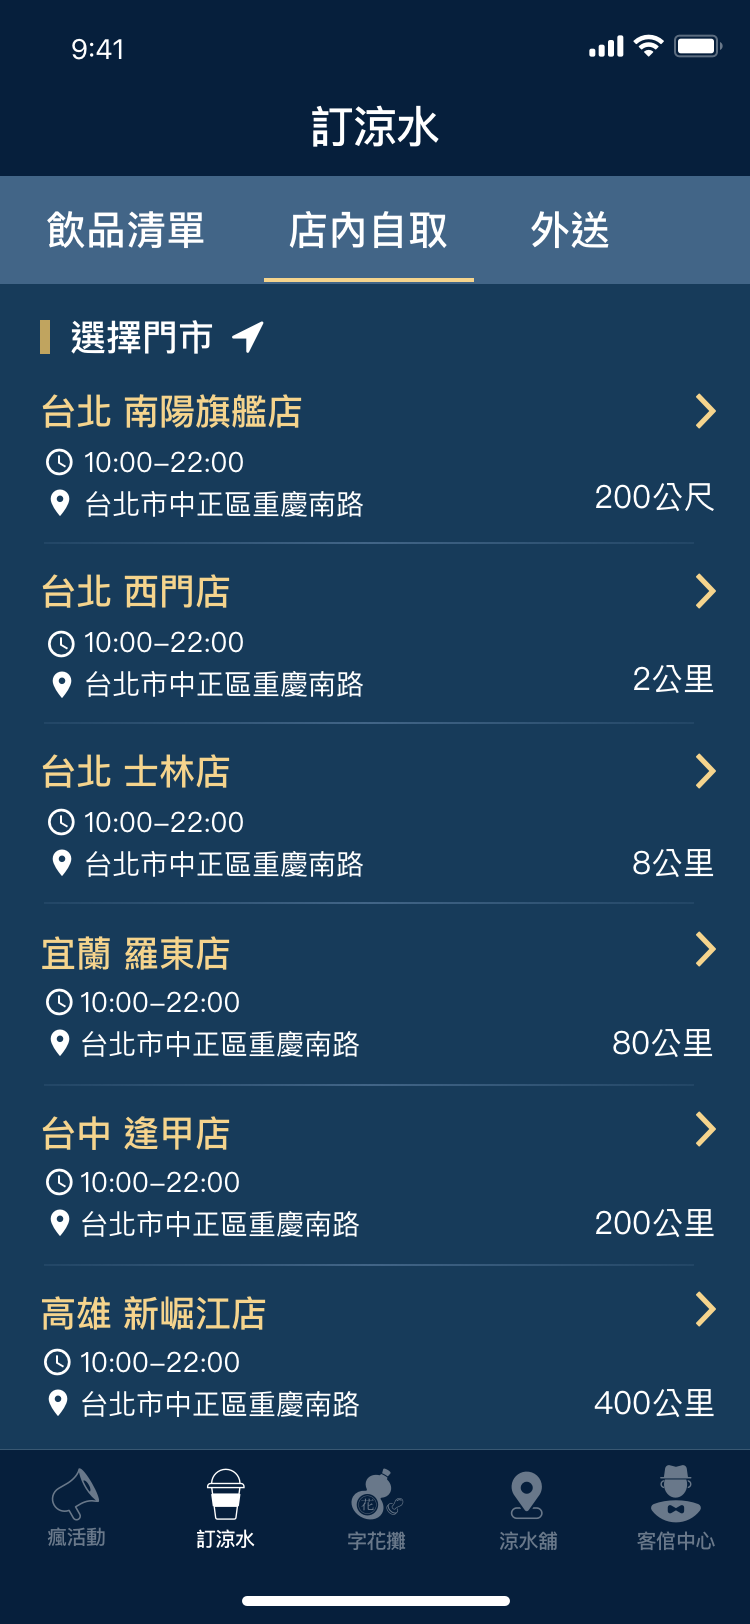 9:41
訂涼水
飲品清單 店內自取 外送
選擇門市
台北 南陽旗艦店
10:00–22:00
台北市中正區重慶南路 200公尺
台北 西門店
10:00–22:00
台北市中正區重慶南路 2公里
台北 士林店
10:00–22:00
台北市中正區重慶南路 8公里
宜蘭 羅東店
10:00–22:00
台北市中正區重慶南路 80公里
台中 逢甲店
10:00–22:00
台北市中正區重慶南路 200公里
高雄 新崛江店
10:00–22:00
台北市中正區重慶南路 400公里
花
瘋活動 訂涼水 字花攤 涼水舖 客倌中心